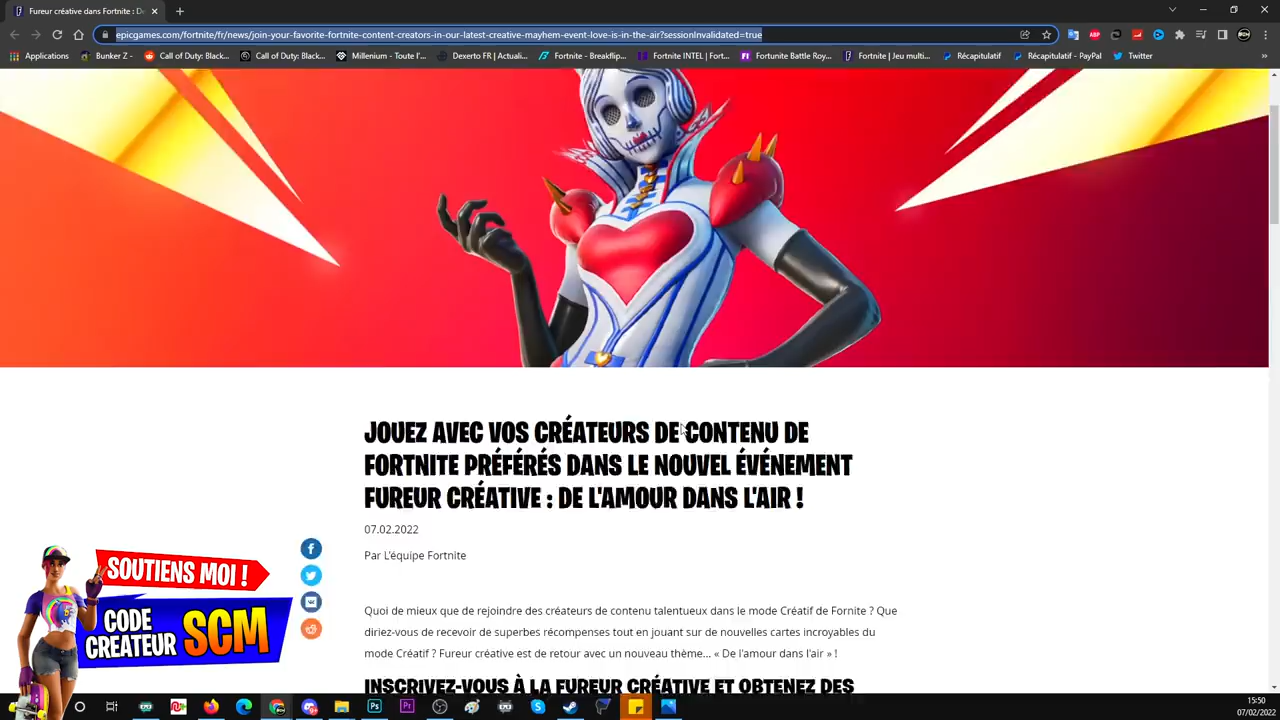 Fureur créative dans Fortnite : De
epicgames.com/fortnite/fr/news/join-your-favorite-fortnite-content-creators-in-our-latest-creative-mayhem-event-love-is-in-the-air?sessionInvalidated=true
Applications
Bunker Z -
Call of Duty: Black...
Call of Duty: Black...
Millenium - Toute l'...
Dexerto FR | Actuali...
Fortnite - Breakflip...
Fortnite INTEL | Fort...
Fortunite Battle Roy...
Fortnite | Jeu multi...
Récapitulatif
Récapitulatif - PayPal
Twitter
»
JOUEZ AVEC VOS CRÉATEURS DE CONTENU DE
FORTNITE PRÉFÉRÉS DANS LE NOUVEL ÉVÉNEMENT
FUREUR CRÉATIVE : DE L'AMOUR DANS L'AIR !
07.02.2022
Par L'équipe Fortnite
Quoi de mieux que de rejoindre des créateurs de contenu talentueux dans le mode Créatif de Fornite ? Que
diriez-vous de recevoir de superbes récompenses tout en jouant sur de nouvelles cartes incroyables du
mode Créatif ? Fureur créative est de retour avec un nouveau thème... « De l'amour dans l'air » !
INSCRIVEZ-VOUS À LA FUREUR CRÉATIVE ET OBTENEZ DES
SOUTIENS MOI !
CODE
CRÉATEUR SCM
15:50
07/02/2022